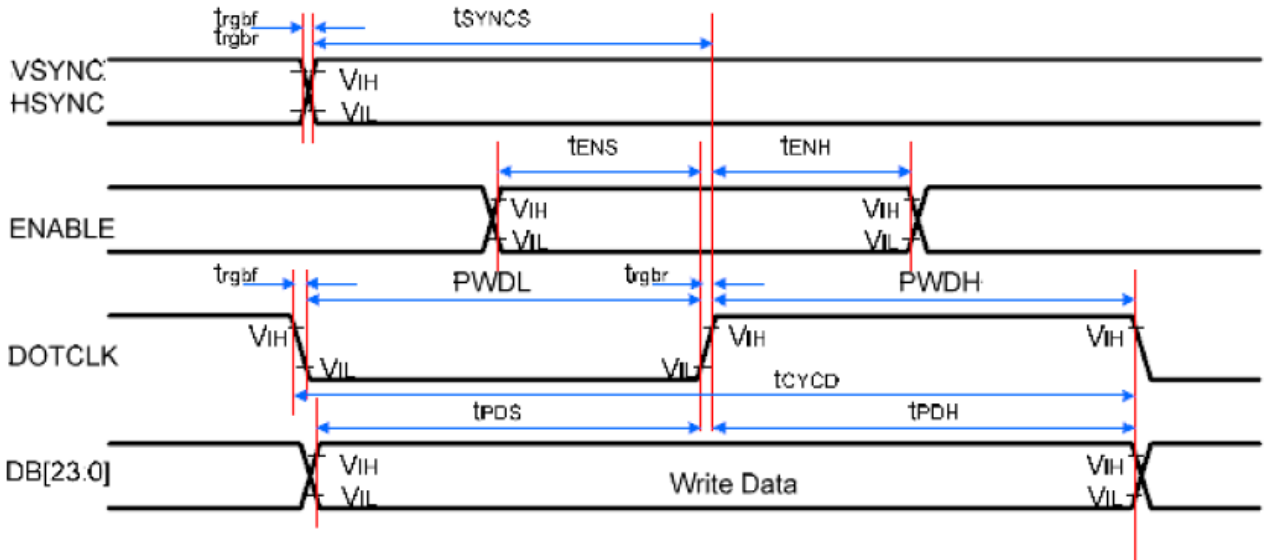 trgbf
trgbr
tSYNCS
VSYNC
HSYNC
VIH
VIL
tENS
tENH
ENABLE
VIH
VIL
VIH
VIL
trgbf
PWDL
trgbr
PWDH
DOTCLK
VIH
VIL
VIL
VIH
VIH
tCYCD
tPDS
tPDH
DB[23.0]
VIH
VIL
Write Data
VIH
VIL